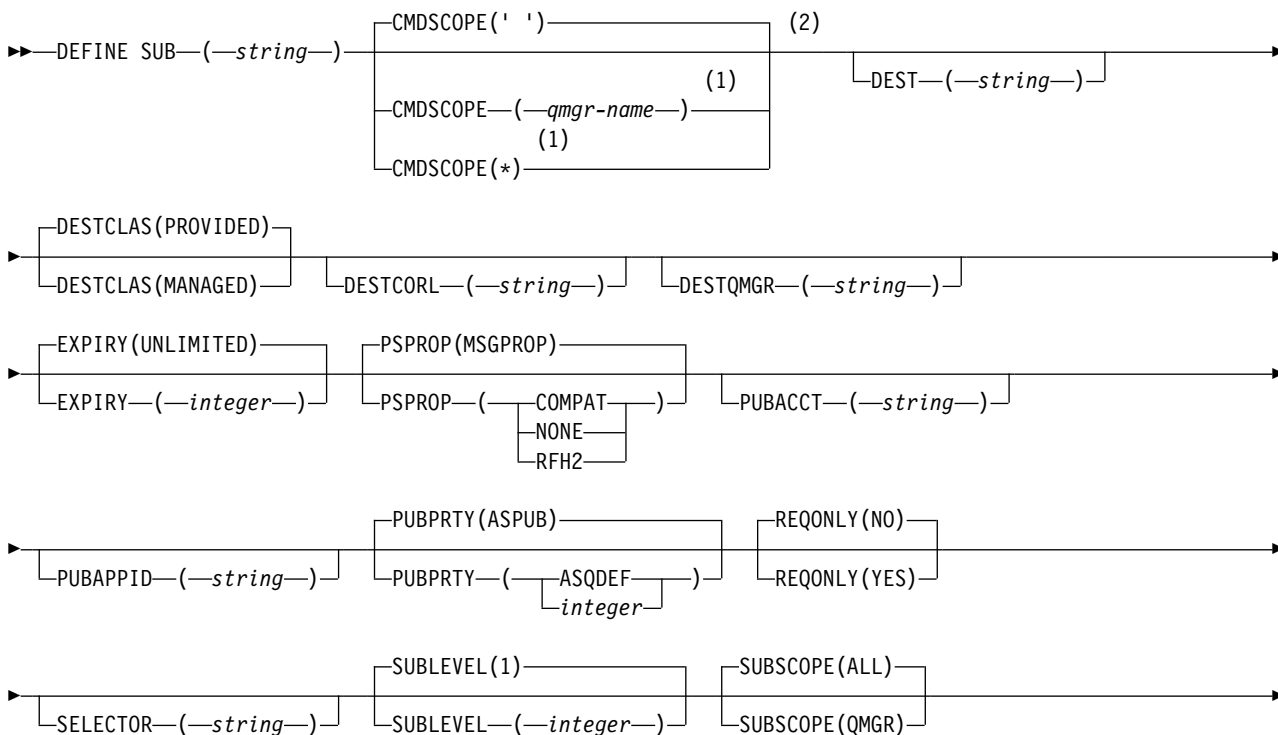 CMDSCOPE(' ') (2)
DEFINE SUB ( string ) DEST ( string )
(1)
CMDSCOPE ( qmgr-name )
(1)
CMDSCOPE(*)
DESTCLAS(PROVIDED)
DESTCLAS(MANAGED) DESTCORL ( string ) DESTQMGR ( string )
EXPIRY(UNLIMITED) PSPROP(MSGPROP)
EXPIRY ( integer ) PSPROP ( COMPAT ) PUBACCT ( string )
NONE
RFH2
PUBPRTY(ASPUB) REQONLY(NO)
PUBAPPID ( string ) PUBPRTY ( ASQDEF ) REQONLY(YES)
integer
SUBLEVEL(1) SUBSCOPE(ALL)
SELECTOR ( string ) SUBLEVEL ( integer ) SUBSCOPE(QMGR)